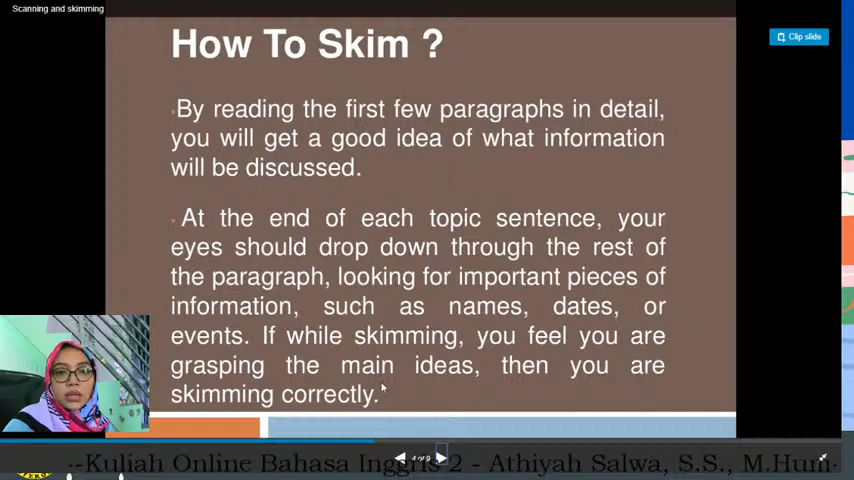 Scanning and skimming
How To Skim ?
Clip slide
By reading the first few paragraphs in detail,
you will get a good idea of what information
will be discussed.
At the end of each topic sentence, your
eyes should drop down through the rest of
the paragraph, looking for important pieces of
information, such as names, dates, or
events. If while skimming, you feel you are
grasping the main ideas, then you are
skimming correctly.
4 of 9
--Kuliah Online Bahasa Inggris 2 - Athiyah Salwa, S.S., M.Hum-